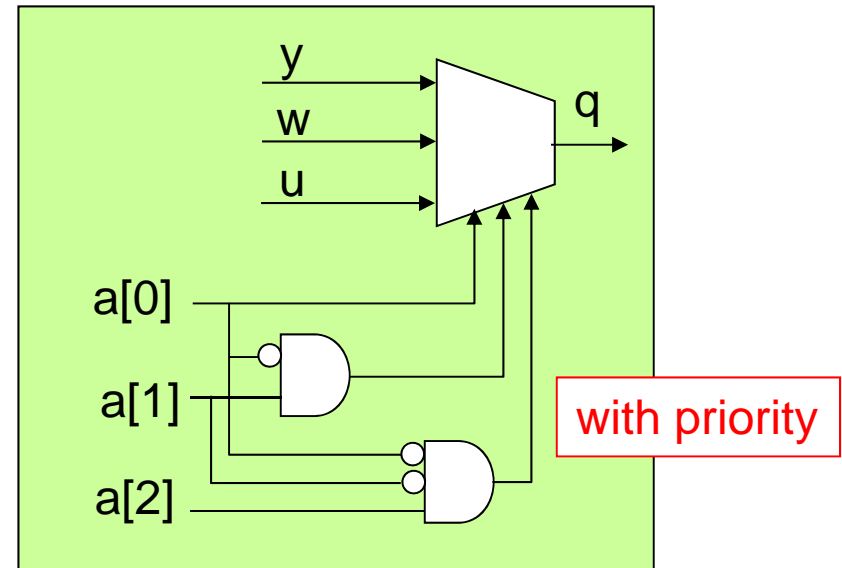 y
w
u
q
a[0]
a[1]
a[2]
with priority